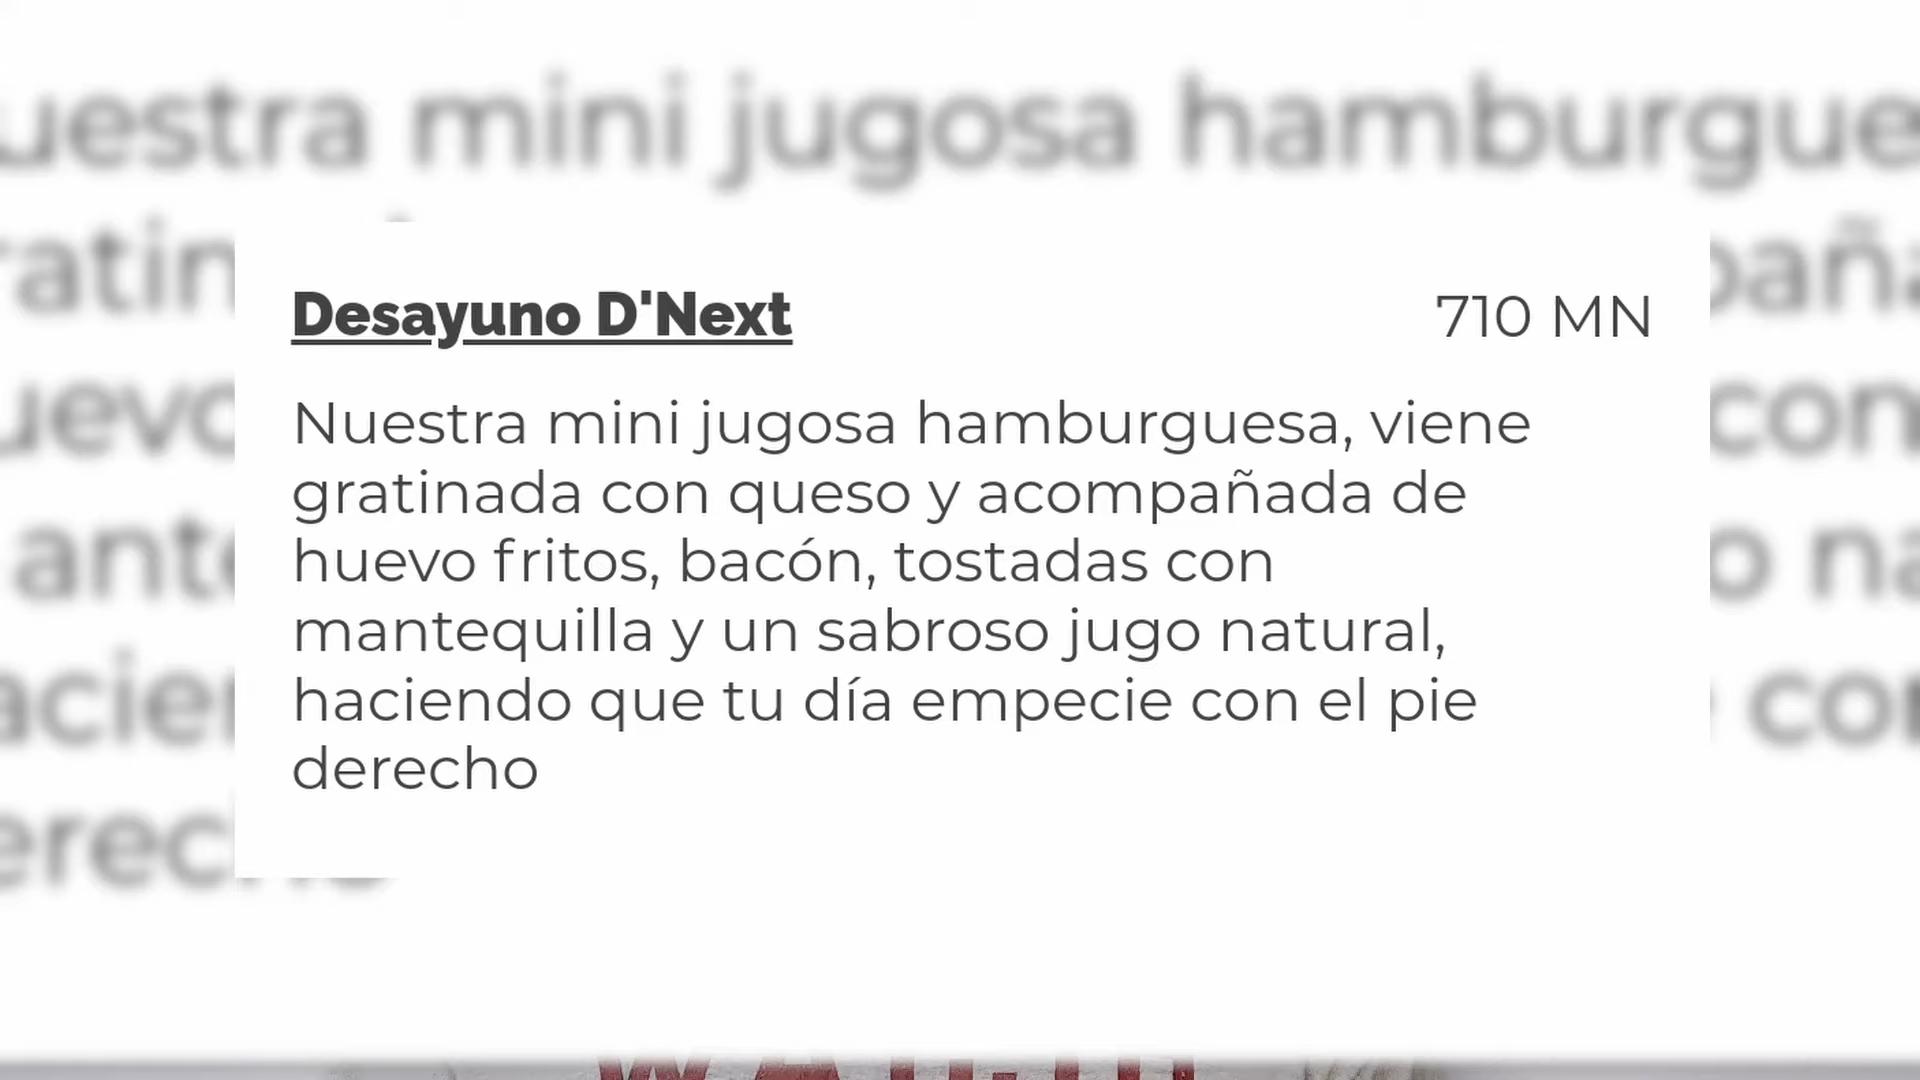 Desayuno D'Next 710 MN
Nuestra mini jugosa hamburguesa, viene
gratinada con queso y acompañada de
huevo fritos, bacón, tostadas con
mantequilla y un sabroso jugo natural,
haciendo que tu día empecie con el pie
derecho